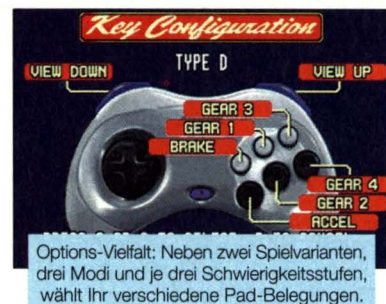 Key Configuration
TYPE D
VIEW DOWN
VIEW UP
GEAR 3
GEAR 1
BRAKE
GEAR 4
GEAR 2
ACCEL
Options-Vielfalt: Neben zwei Spielvarianten,
drei Modi und je drei Schwierigkeitsstufen,
wählt Ihr verschiedene Pad-Belegungen.